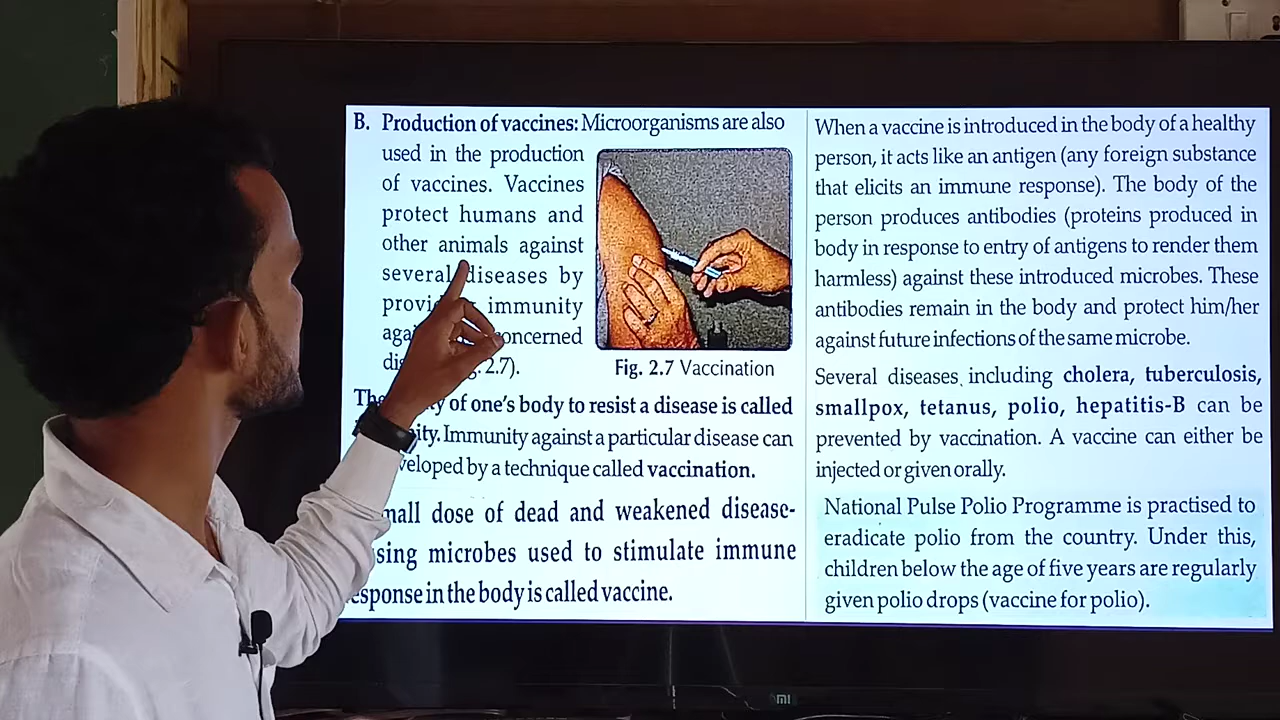 B. Production of vaccines: Microorganisms are also
used in the production
of vaccines. Vaccines
protect humans and
other animals against
several diseases by
immunity
concerned
2.7).
Fig. 2.7 Vaccination
of one's body to resist a disease is called
Immunity against a particular disease can
by a technique called vaccination.
dose of dead and weakened disease-
microbes used to stimulate immune
in the body is called vaccine.
When a vaccine is introduced in the body of a healthy
person, it acts like an antigen (any foreign substance
that elicits an immune response). The body of the
person produces antibodies (proteins produced in
body in response to entry of antigens to render them
harmless) against these introduced microbes. These
antibodies remain in the body and protect him/her
against future infections of the same microbe.
Several diseases including cholera, tuberculosis,
smallpox, tetanus, polio, hepatitis-B can be
prevented by vaccination. A vaccine can either be
injected or given orally.
National Pulse Polio Programme is practised to
eradicate polio from the country. Under this,
children below the age of five years are regularly
given polio drops (vaccine for polio).
mi